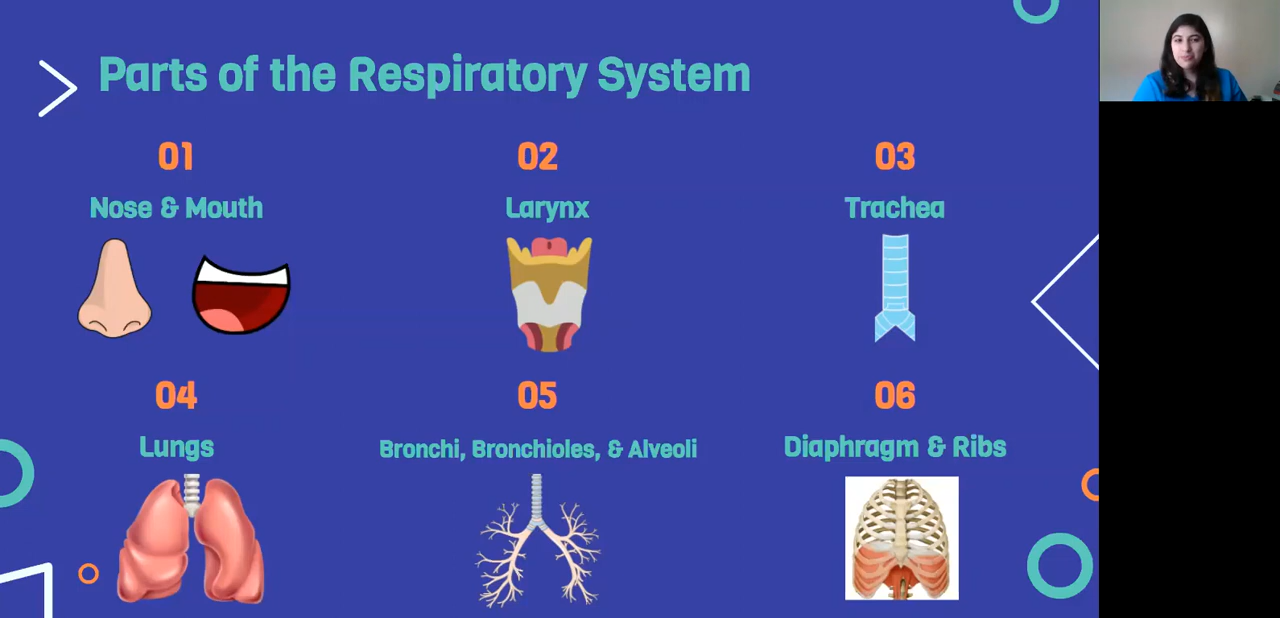 Parts of the Respiratory System
01
Nose & Mouth
02
Larynx
03
Trachea
04
Lungs
05
Bronchi, Bronchioles, & Alveoli
06
Diaphragm & Ribs